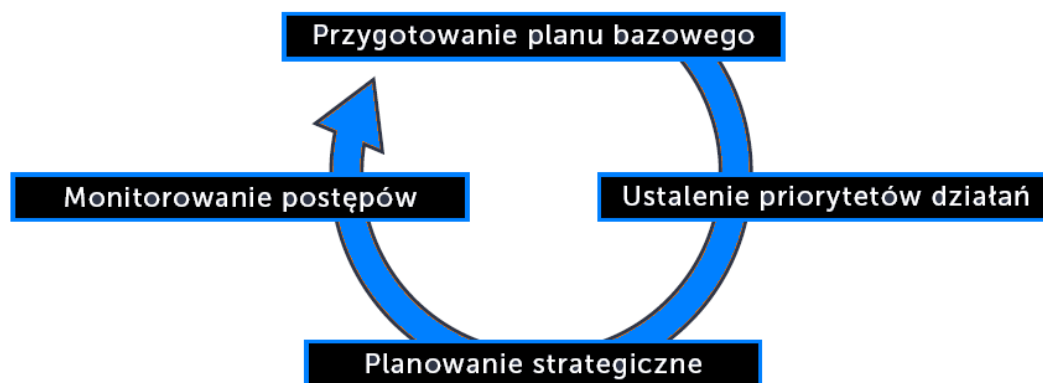 Przygotowanie planu bazowego
Monitorowanie postępów
Ustalenie priorytetów działań
Planowanie strategiczne